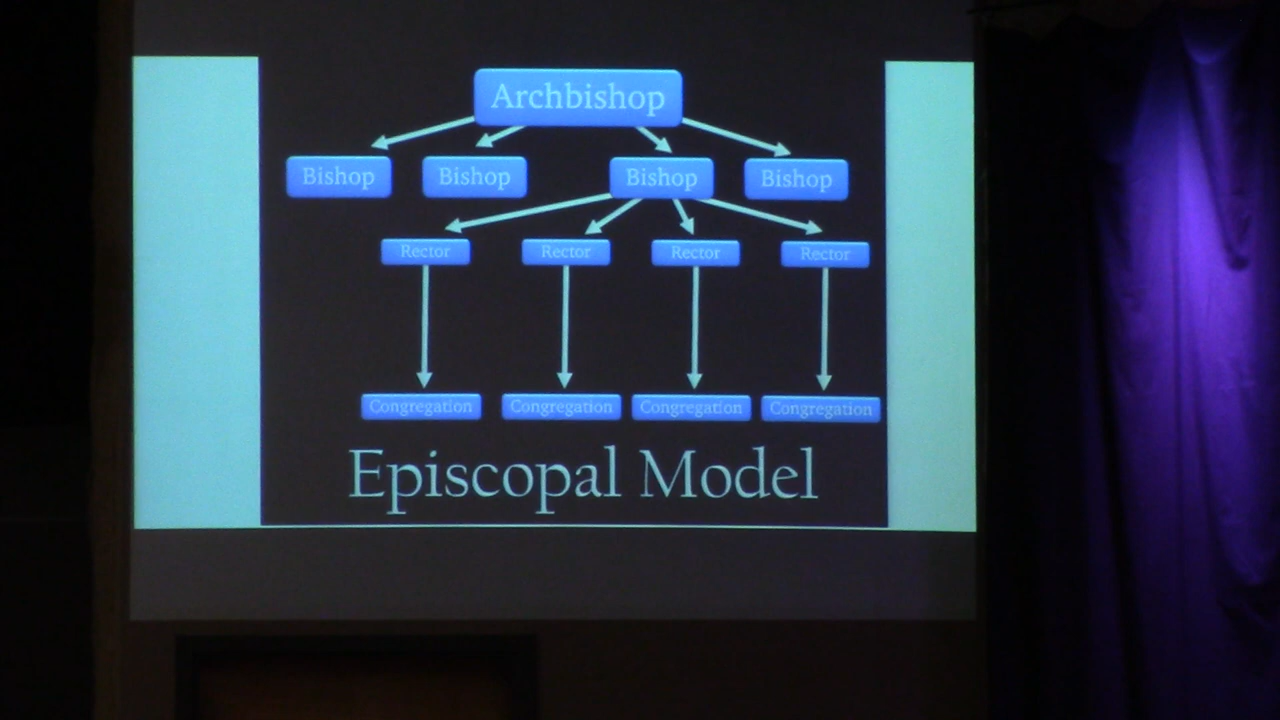 Archbishop
Bishop Bishop Bishop Bishop
Rector Rector Rector Rector
Congregation Congregation Congregation Congregation
Episcopal Model